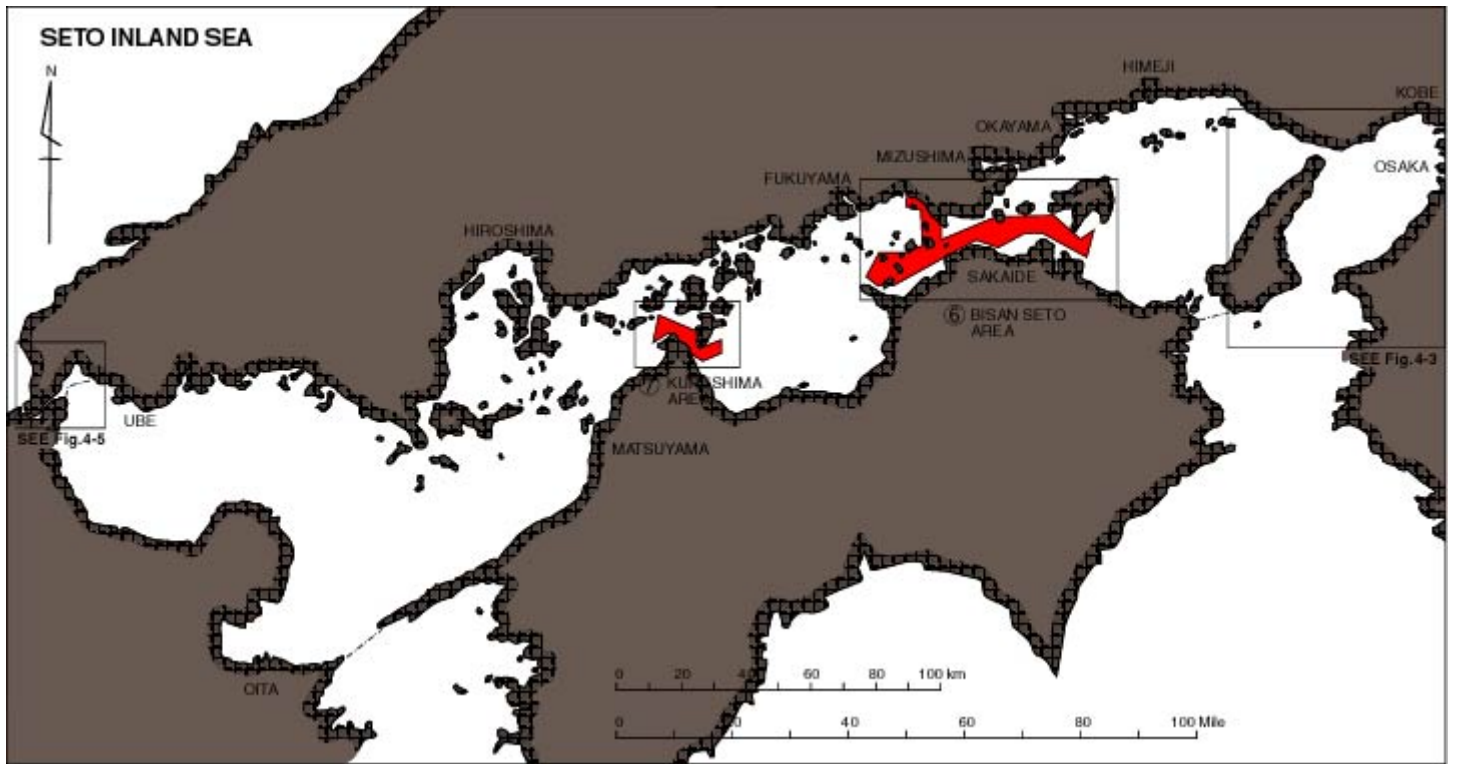 SETO INLAND SEA
N
HIMEJI
KOBE
OKAYAMA
MIZUSHIMA
OSAKA
FUKUYAMA
HIROSHIMA
SAKAIDE
⑥ BISAN SETO
AREA
SEE Fig.4-3
⑦ KURUSHIMA
AREA
UBE
SEE Fig.4-5
MATSUYAMA
OITA
0 20 40 60 80 100 km
0 20 40 60 80 100 Mile